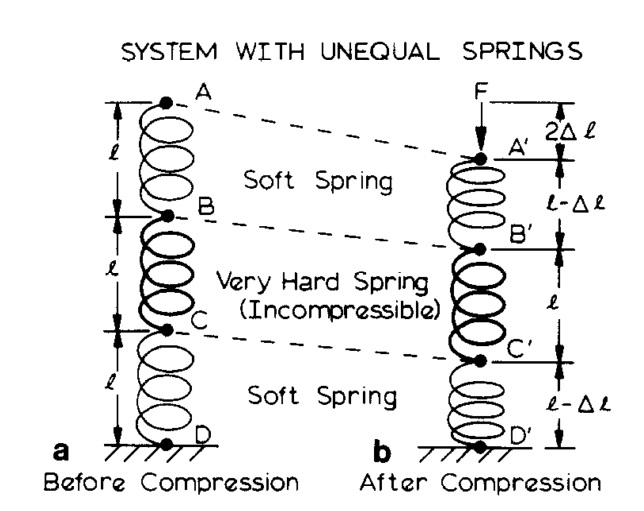 SYSTEM WITH UNEQUAL SPRINGS
A
F
2Δℓ
A'
ℓ
Soft Spring
ℓ-Δℓ
B
B'
ℓ
Very Hard Spring
(Incompressible)
ℓ
C
C'
ℓ
Soft Spring
ℓ-Δℓ
D
D'
a
b
Before Compression
After Compression